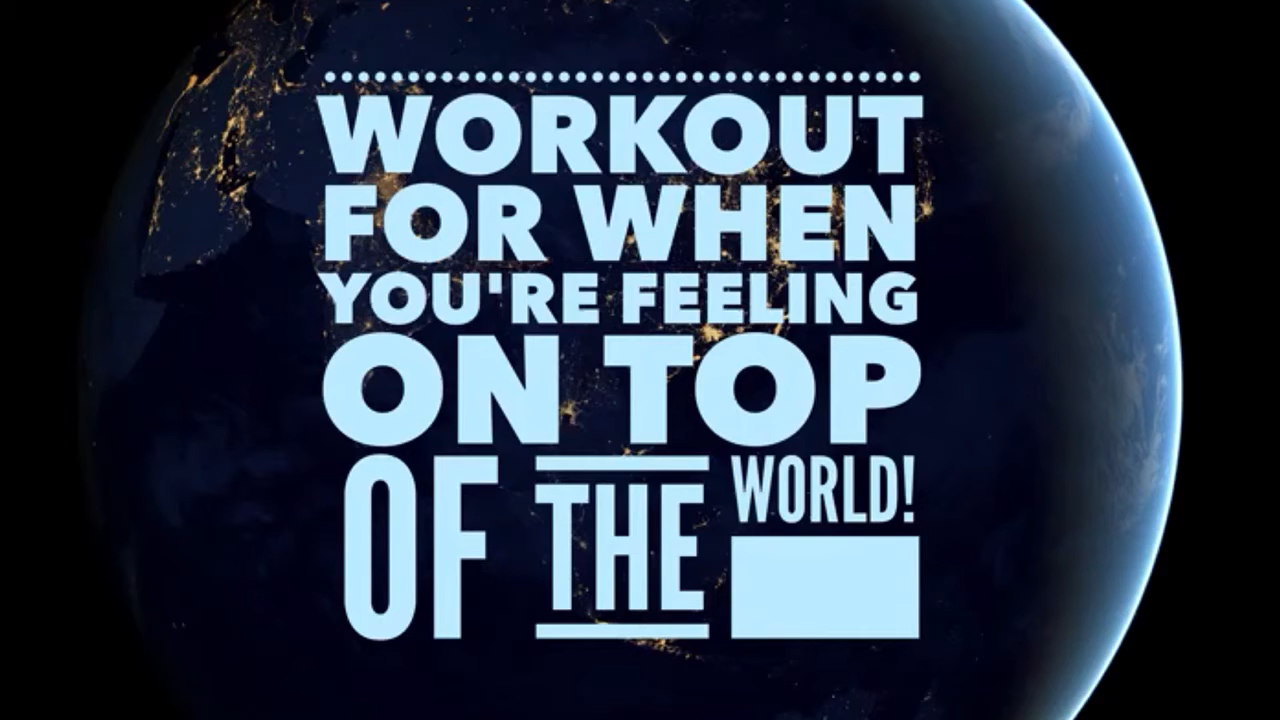 WORKOUT
FOR WHEN
YOU'RE FEELING
ON TOP
OF THE WORLD!